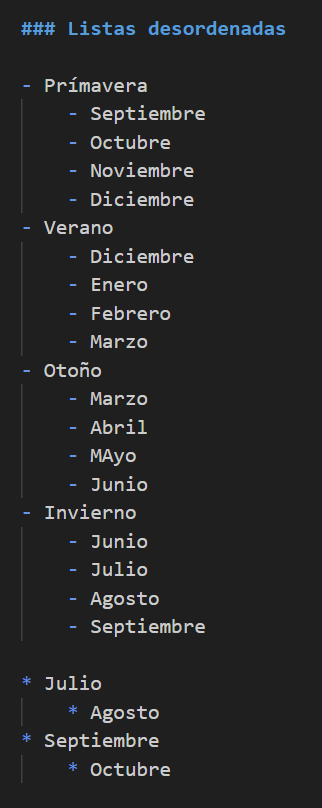 ### Listas desordenadas
- Prímavera
- Septiembre
- Octubre
- Noviembre
- Diciembre
- Verano
- Diciembre
- Enero
- Febrero
- Marzo
- Otoño
- Marzo
- Abril
- MAyo
- Junio
- Invierno
- Junio
- Julio
- Agosto
- Septiembre
* Julio
* Agosto
* Septiembre
* Octubre